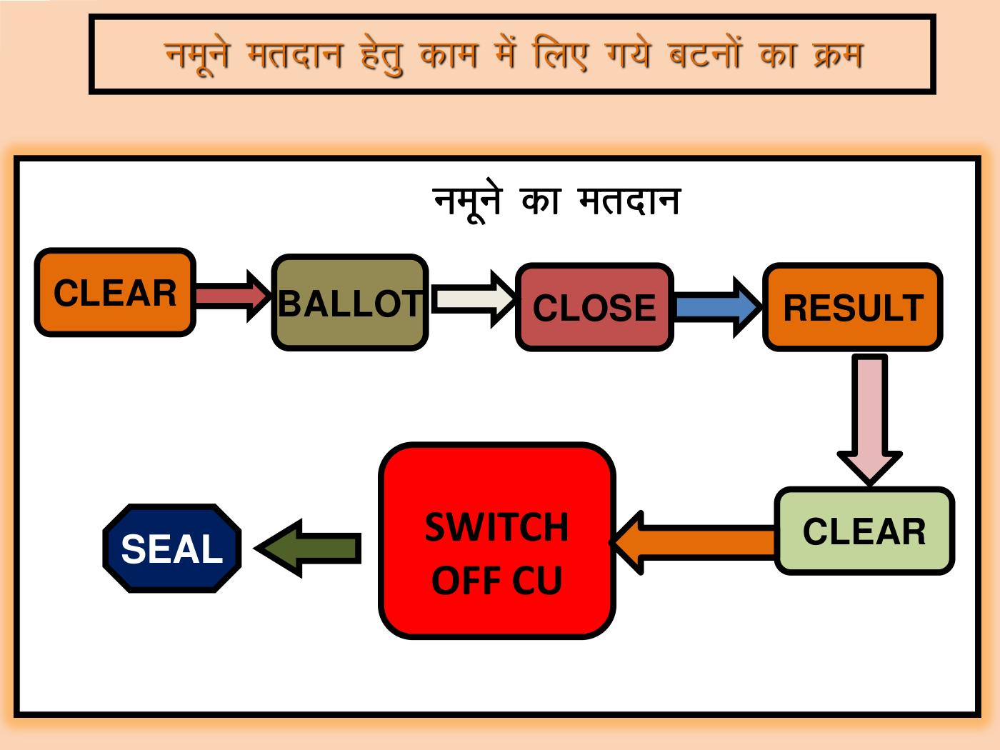 नमूने मतदान हेतु काम में लिए गये बटनों का क्रम
नमूने का मतदान
CLEAR
BALLOT
CLOSE
RESULT
CLEAR
SWITCH
OFF CU
SEAL